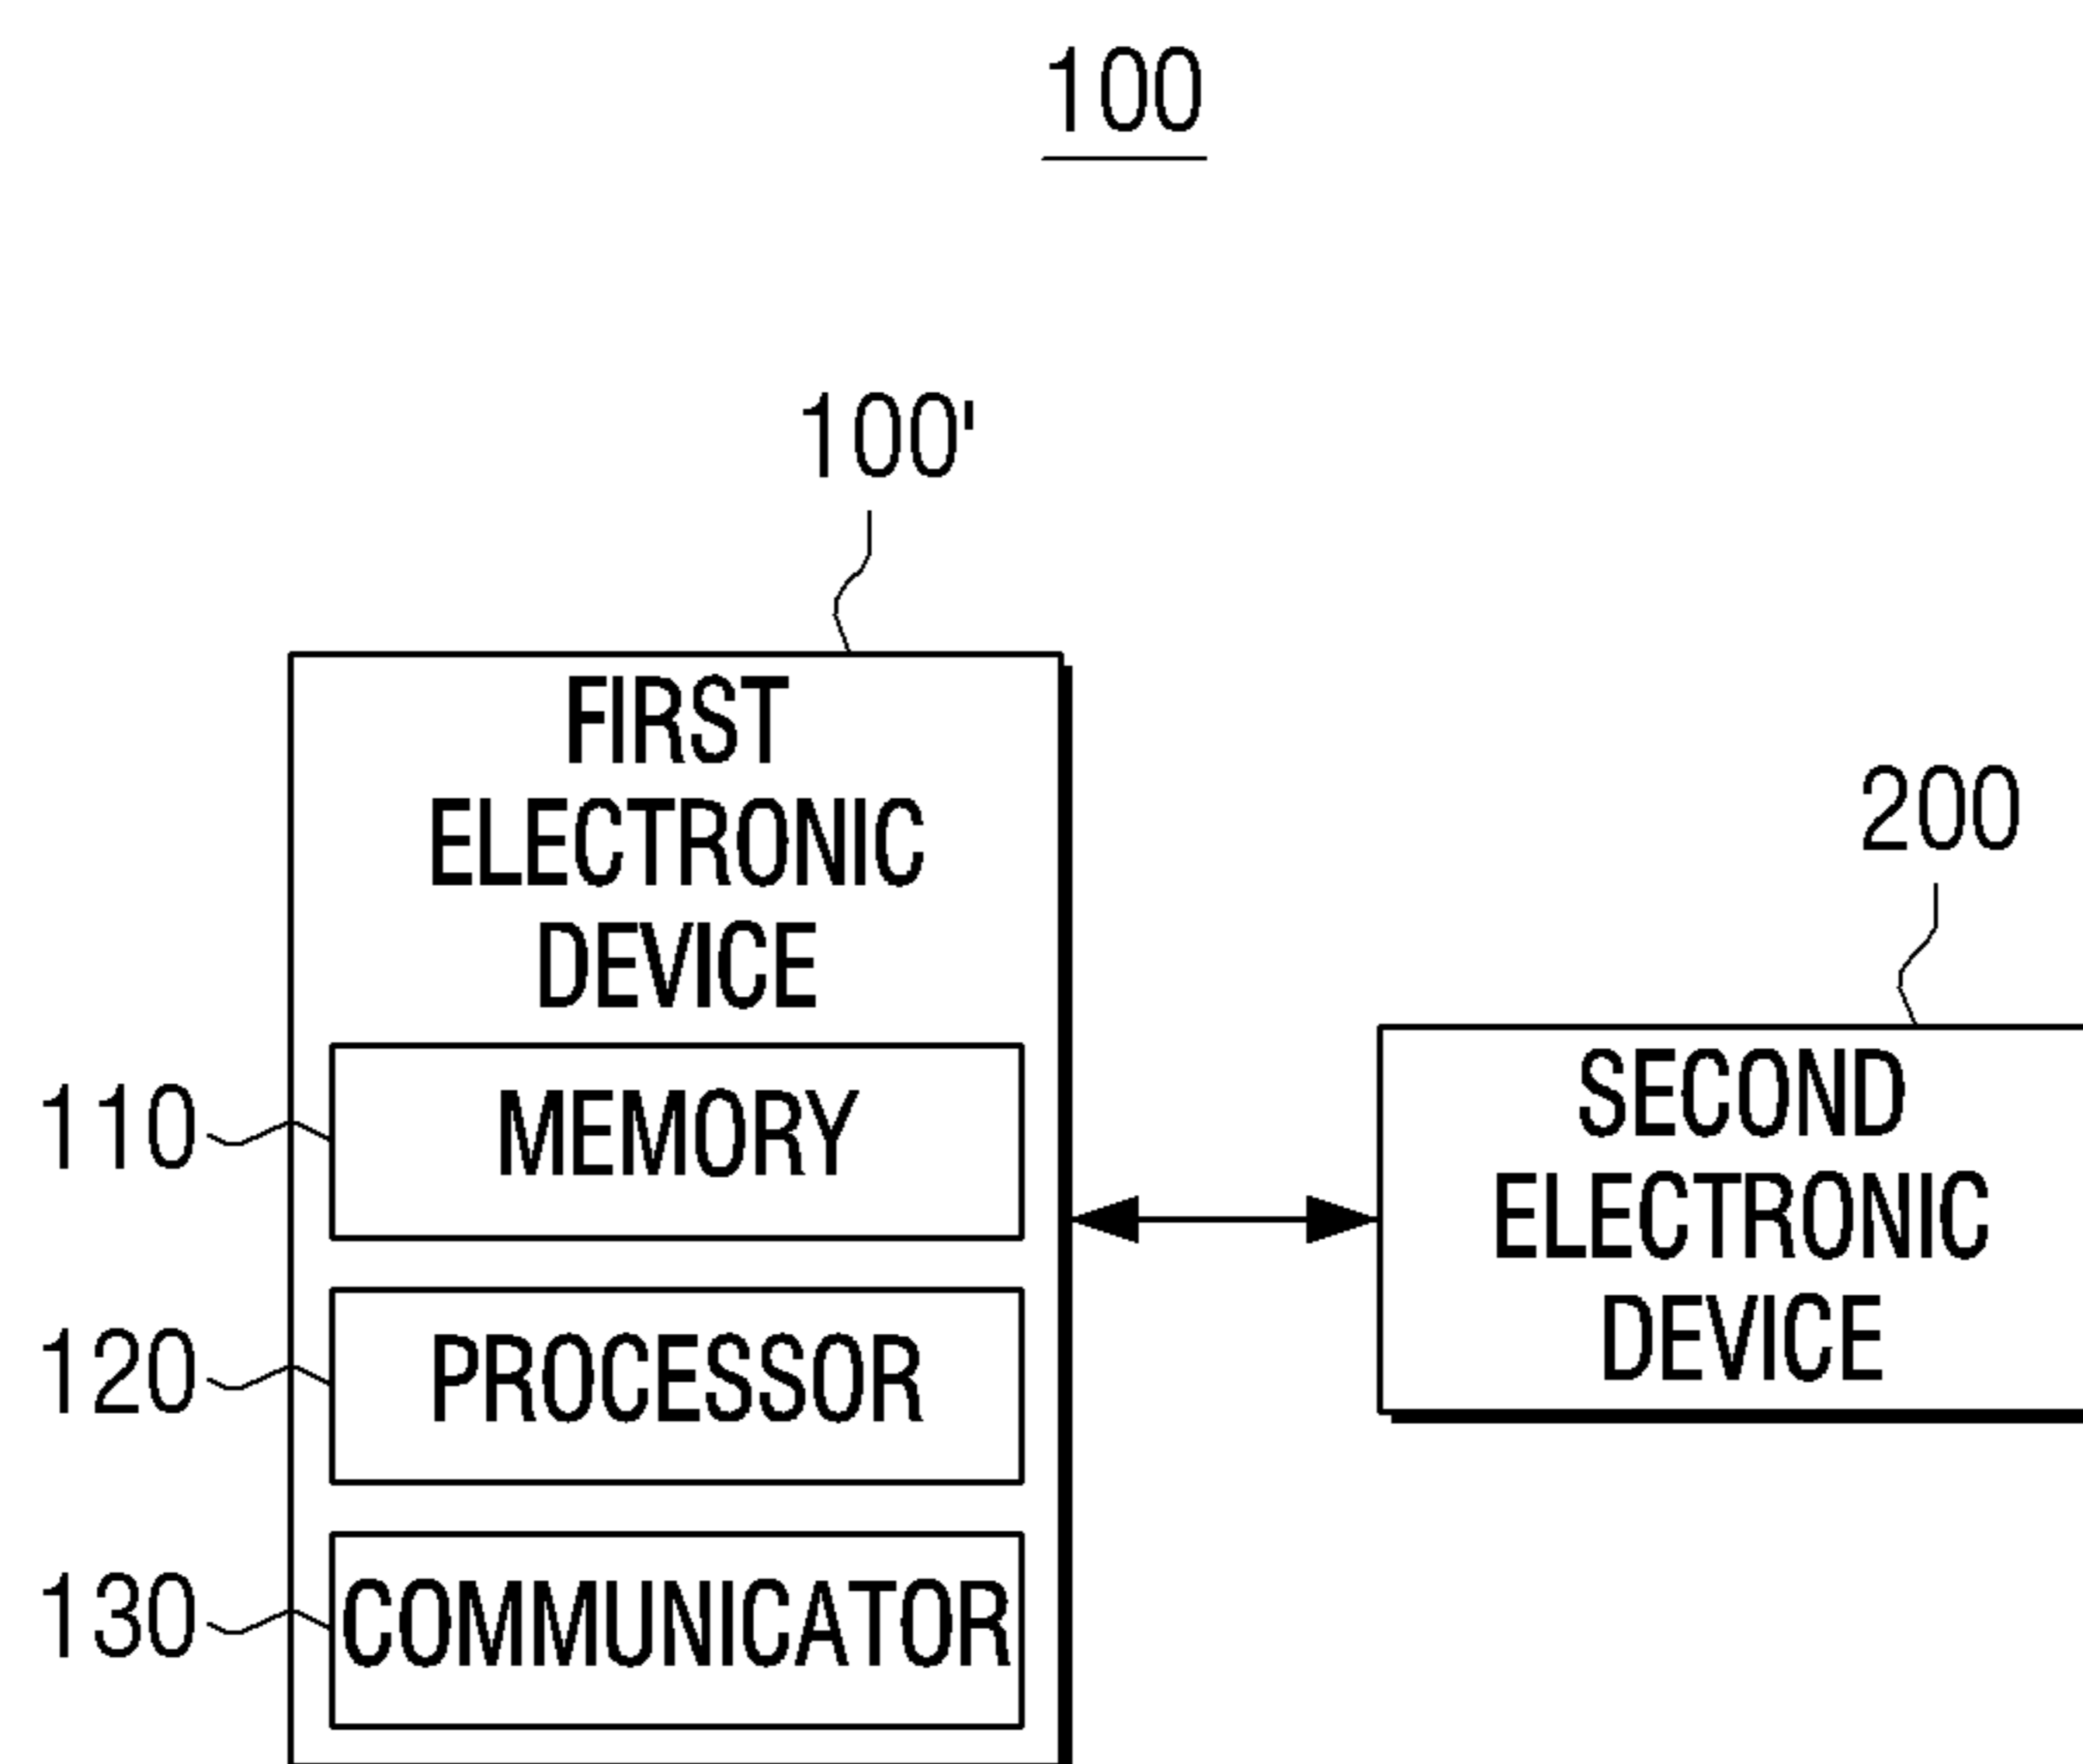 100
100'
FIRST
ELECTRONIC
DEVICE
110
MEMORY
120
PROCESSOR
130
COMMUNICATOR
200
SECOND
ELECTRONIC
DEVICE